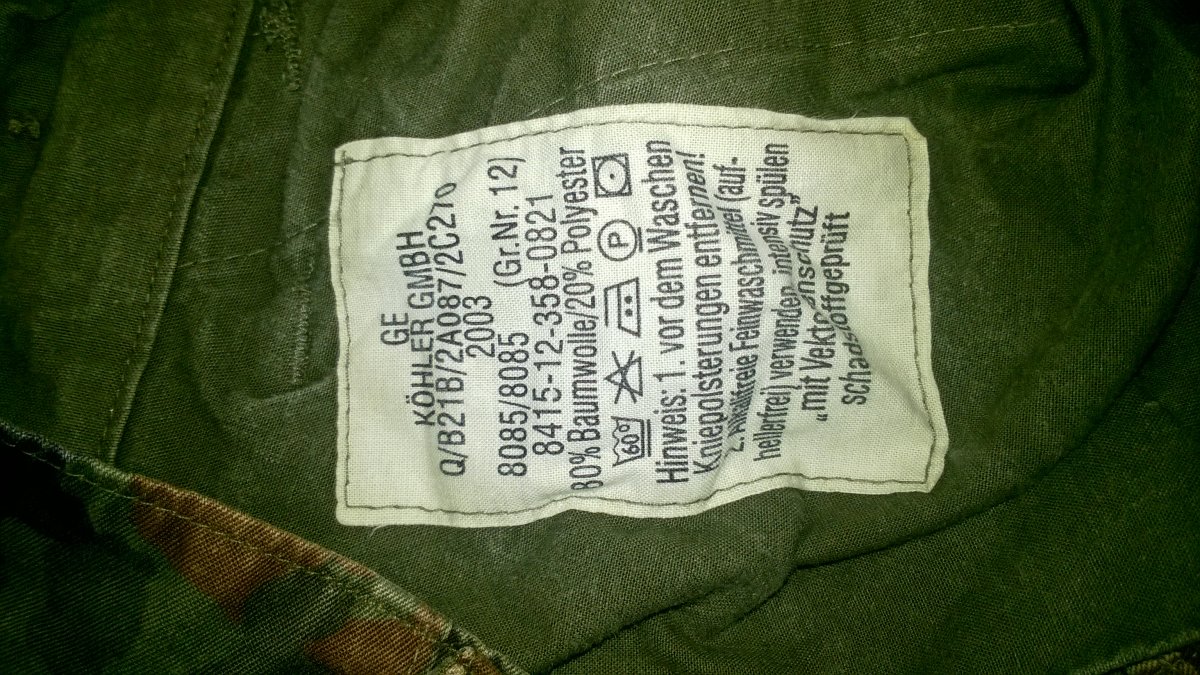 GE
KÖHLER GMBH
Q/B21B/2A087/2C270
2003
8085/8085 (Gr.Nr. 12)
8415-12-358-0821
80% Baumwolle/20% Polyester
60 P
Hinweis: 1. vor dem Waschen
Kniepolsterungen entfernen!
2. Alkalifreie Feinwaschmittel (auf-
hellerfrei) verwenden, intensiv spülen
„mit Vektorenschutz”
schadstoffgeprüft